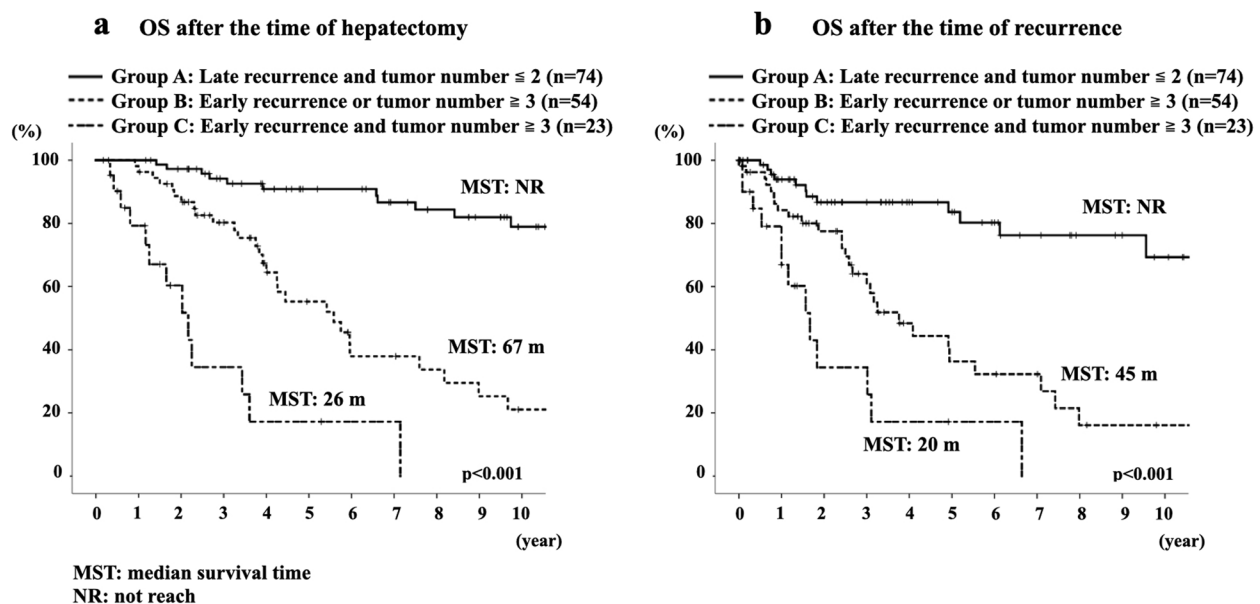 a OS after the time of hepatectomy
Group A: Late recurrence and tumor number ≦ 2 (n=74)
Group B: Early recurrence or tumor number ≧ 3 (n=54)
Group C: Early recurrence and tumor number ≧ 3 (n=23)
(%)
100
80
60
40
20
0
MST: NR
MST: 67 m
MST: 26 m
p<0.001
0 1 2 3 4 5 6 7 8 9 10
(year)
b OS after the time of recurrence
Group A: Late recurrence and tumor number ≦ 2 (n=74)
Group B: Early recurrence or tumor number ≧ 3 (n=54)
Group C: Early recurrence and tumor number ≧ 3 (n=23)
(%)
100
80
60
40
20
0
MST: NR
MST: 45 m
MST: 20 m
p<0.001
0 1 2 3 4 5 6 7 8 9 10
(year)
MST: median survival time
NR: not reach